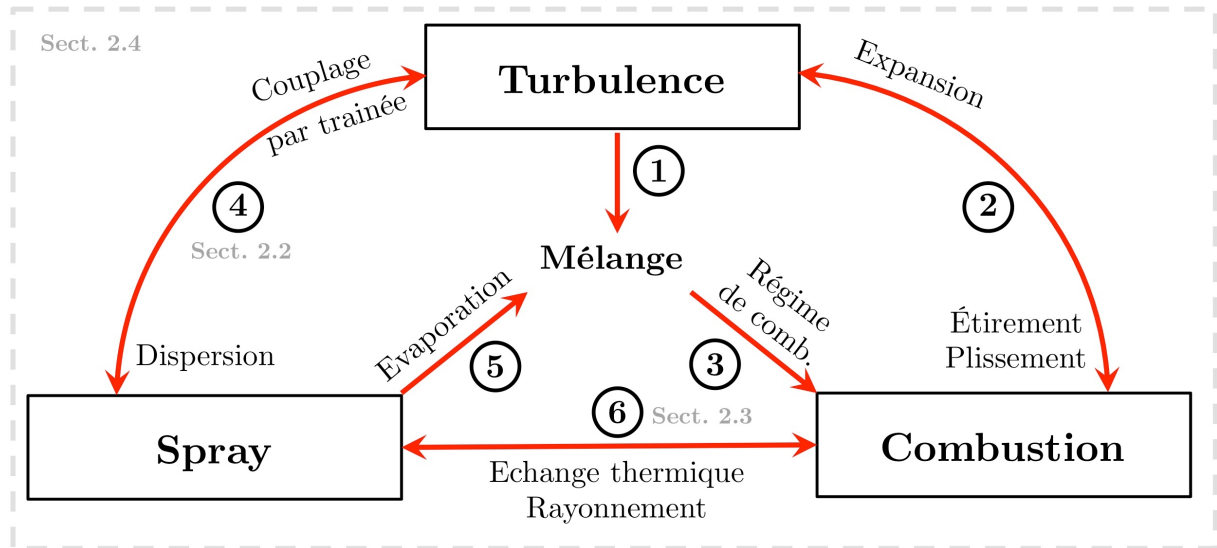 Sect. 2.4
Couplage
par trainée
Turbulence
Expansion
1
4
2
Sect. 2.2
Mélange
Régime
de comb.
Evaporation
Étirement
Plissement
Dispersion
5
3
6
Sect. 2.3
Spray
Combustion
Echange thermique
Rayonnement